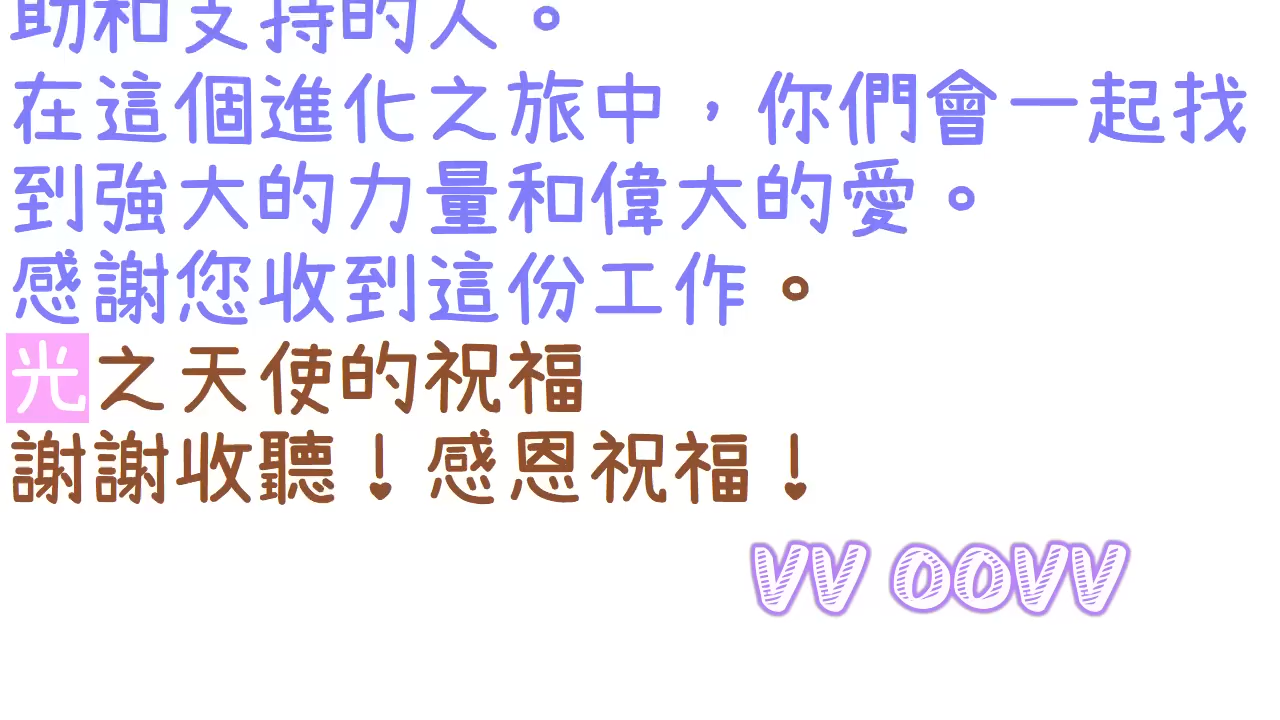 助和支持的人。
在這個進化之旅中，你們會一起找
到強大的力量和偉大的愛。
感謝您收到這份工作。
光之天使的祝福
謝謝收聽！感恩祝福！
VV OOVV